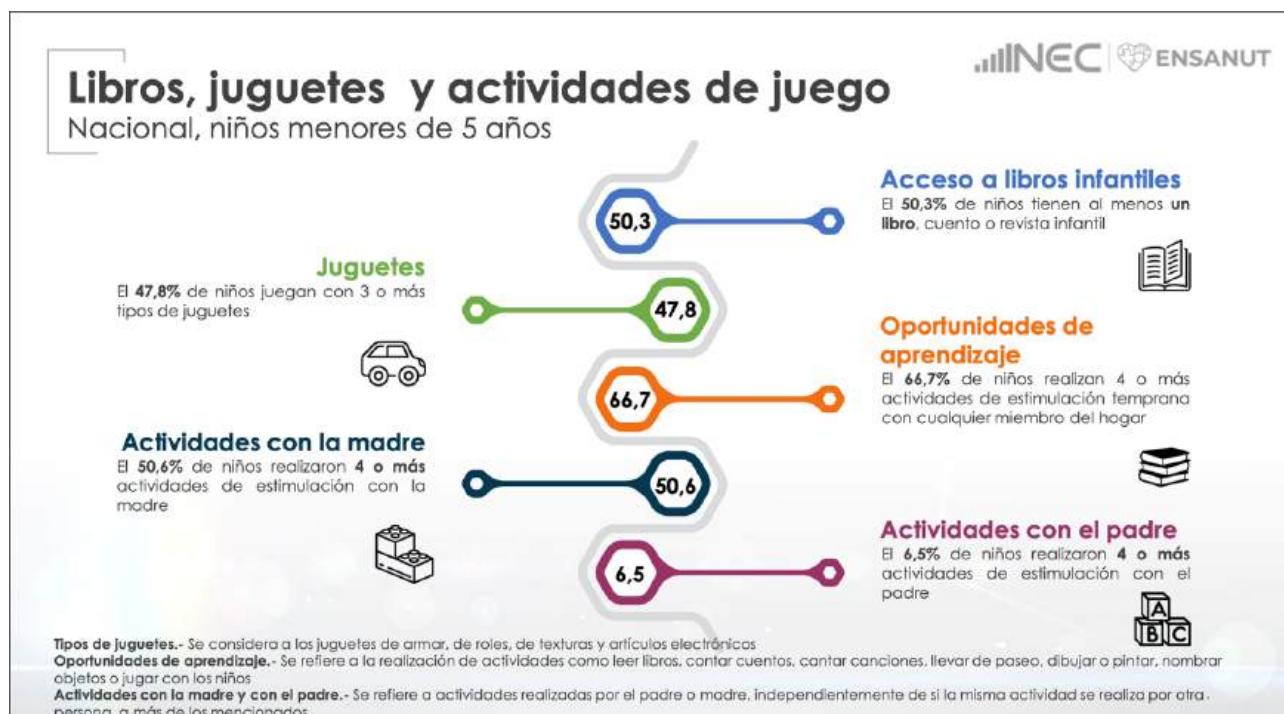 INEC ENSANUT
Libros, juguetes y actividades de juego
Nacional, niños menores de 5 años
50,3
Acceso a libros infantiles
El 50,3% de niños tienen al menos un
libro, cuento o revista infantil
Juguetes
El 47,8% de niños juegan con 3 o más
tipos de juguetes
47,8
Oportunidades de
aprendizaje
El 66,7% de niños realizan 4 o más
actividades de estimulación temprana
con cualquier miembro del hogar
66,7
Actividades con la madre
El 50,6% de niños realizaron 4 o más
actividades de estimulación con la
madre
50,6
Actividades con el padre
El 6,5% de niños realizaron 4 o más
actividades de estimulación con el
padre
6,5
A
B C
Tipos de juguetes.- Se considera a los juguetes de armar, de roles, de texturas y artículos electrónicos
Oportunidades de aprendizaje.- Se refiere a la realización de actividades como leer libros, contar cuentos, cantar canciones, llevar de paseo, dibujar o pintar, nombrar
objetos o jugar con los niños
Actividades con la madre y con el padre.- Se refiere a actividades realizadas por el padre o madre, independientemente de si la misma actividad se realiza por otra
persona, a más de los mencionados